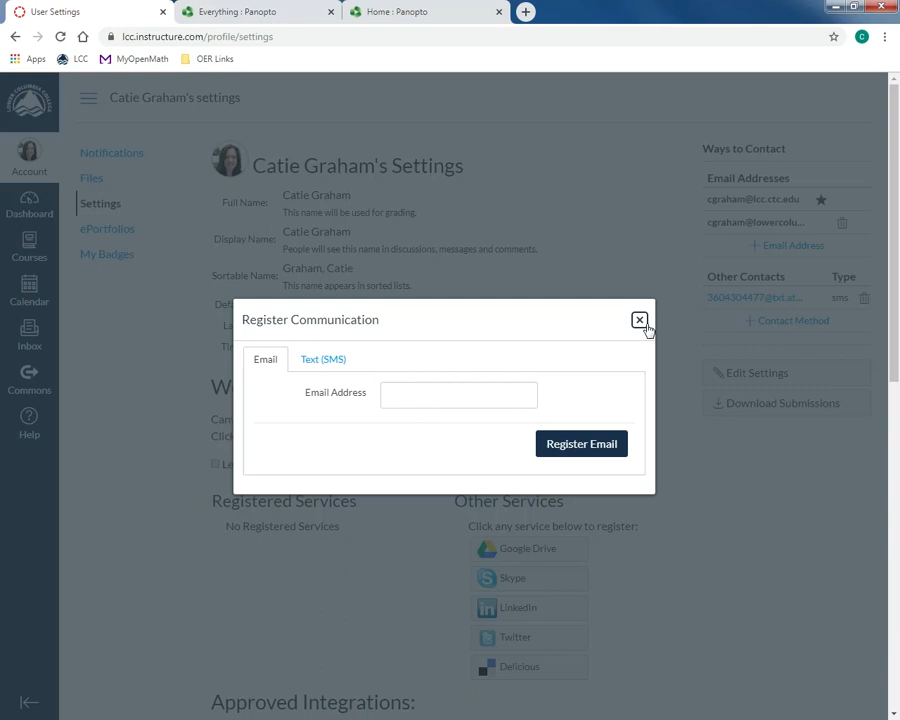 User Settings
Everything : Panopto
Home : Panopto
lcc.instructure.com/profile/settings
C
Apps
LCC
MyOpenMath
OER Links
Catie Graham's settings
Account
Dashboard
Courses
Calendar
Inbox
Commons
Help
Notifications
Files
Settings
ePortfolios
My Badges
Catie Graham's Settings
Full Name: Catie Graham
This name will be used for grading.
Display Name: Catie Graham
People will see this name in discussions, messages and comments.
Sortable Name: Graham, Catie
This name appears in sorted lists.
Ways to Contact
Email Addresses
cgraham@lcc.ctc.edu
cgraham@lowercolu...
+ Email Address
Other Contacts Type
3604304477@txt.at... sms
+ Contact Method
Edit Settings
Download Submissions
Register Communication
Email
Text (SMS)
Email Address
Register Email
Registered Services
No Registered Services
Other Services
Click any service below to register:
Google Drive
Skype
LinkedIn
Twitter
Delicious
Approved Integrations: